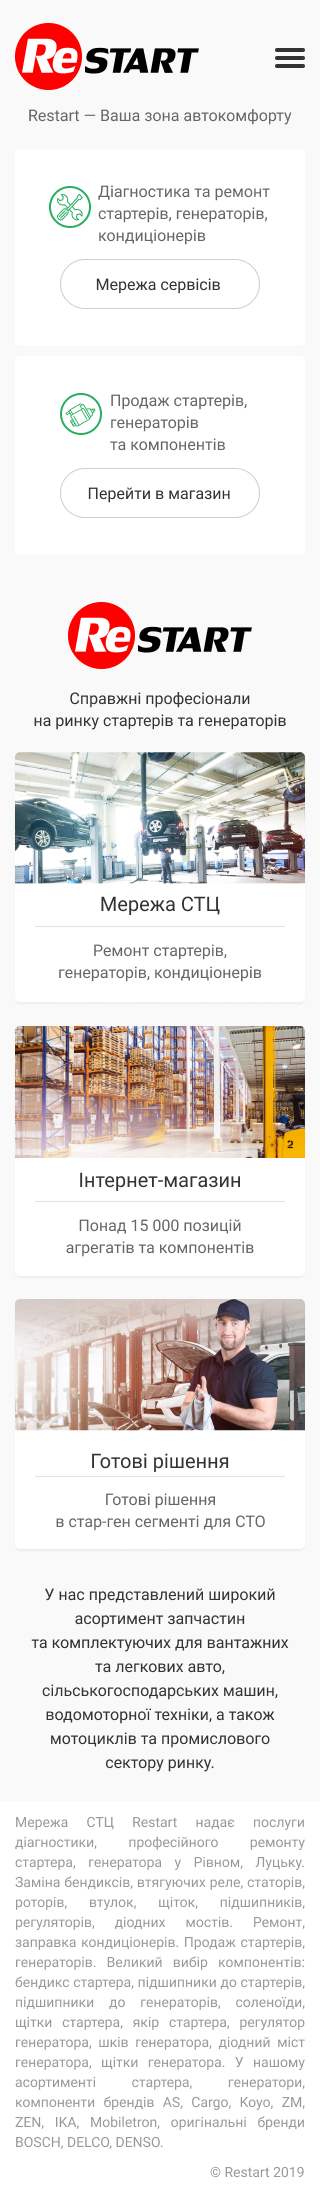 ReSTART
Restart — Ваша зона автокомфорту
Діагностика та ремонт
стартерів, генераторів,
кондиціонерів
Мережа сервісів
Продаж стартерів,
генераторів
та компонентів
Перейти в магазин
ReSTART
Справжні професіонали
на ринку стартерів та генераторів
Мережа СТЦ
Ремонт стартерів,
генераторів, кондиціонерів
2
Інтернет-магазин
Понад 15 000 позицій
агрегатів та компонентів
Готові рішення
Готові рішення
в стар-ген сегменті для СТО
У нас представлений широкий
асортимент запчастин
та комплектуючих для вантажних
та легкових авто,
сільськогосподарських машин,
водомоторної техніки, а також
мотоциклів та промислового
сектору ринку.
Мережа СТЦ Restart надає послуги
діагностики, професійного ремонту
стартера, генератора у Рівном, Луцьку.
Заміна бендиксів, втягуючих реле, статорів,
роторів, втулок, щіток, підшипників,
регуляторів, діодних мостів. Ремонт,
заправка кондиціонерів. Продаж стартерів,
генераторів. Великий вибір компонентів:
бендикс стартера, підшипники до стартерів,
підшипники до генераторів, соленоїди,
щітки стартера, якір стартера, регулятор
генератора, шків генератора, діодний міст
генератора, щітки генератора. У нашому
асортименті стартера, генератори,
компоненти брендів AS, Cargo, Koyo, ZM,
ZEN, IKA, Mobiletron, оригінальні бренди
BOSCH, DELCO, DENSO.
© Restart 2019